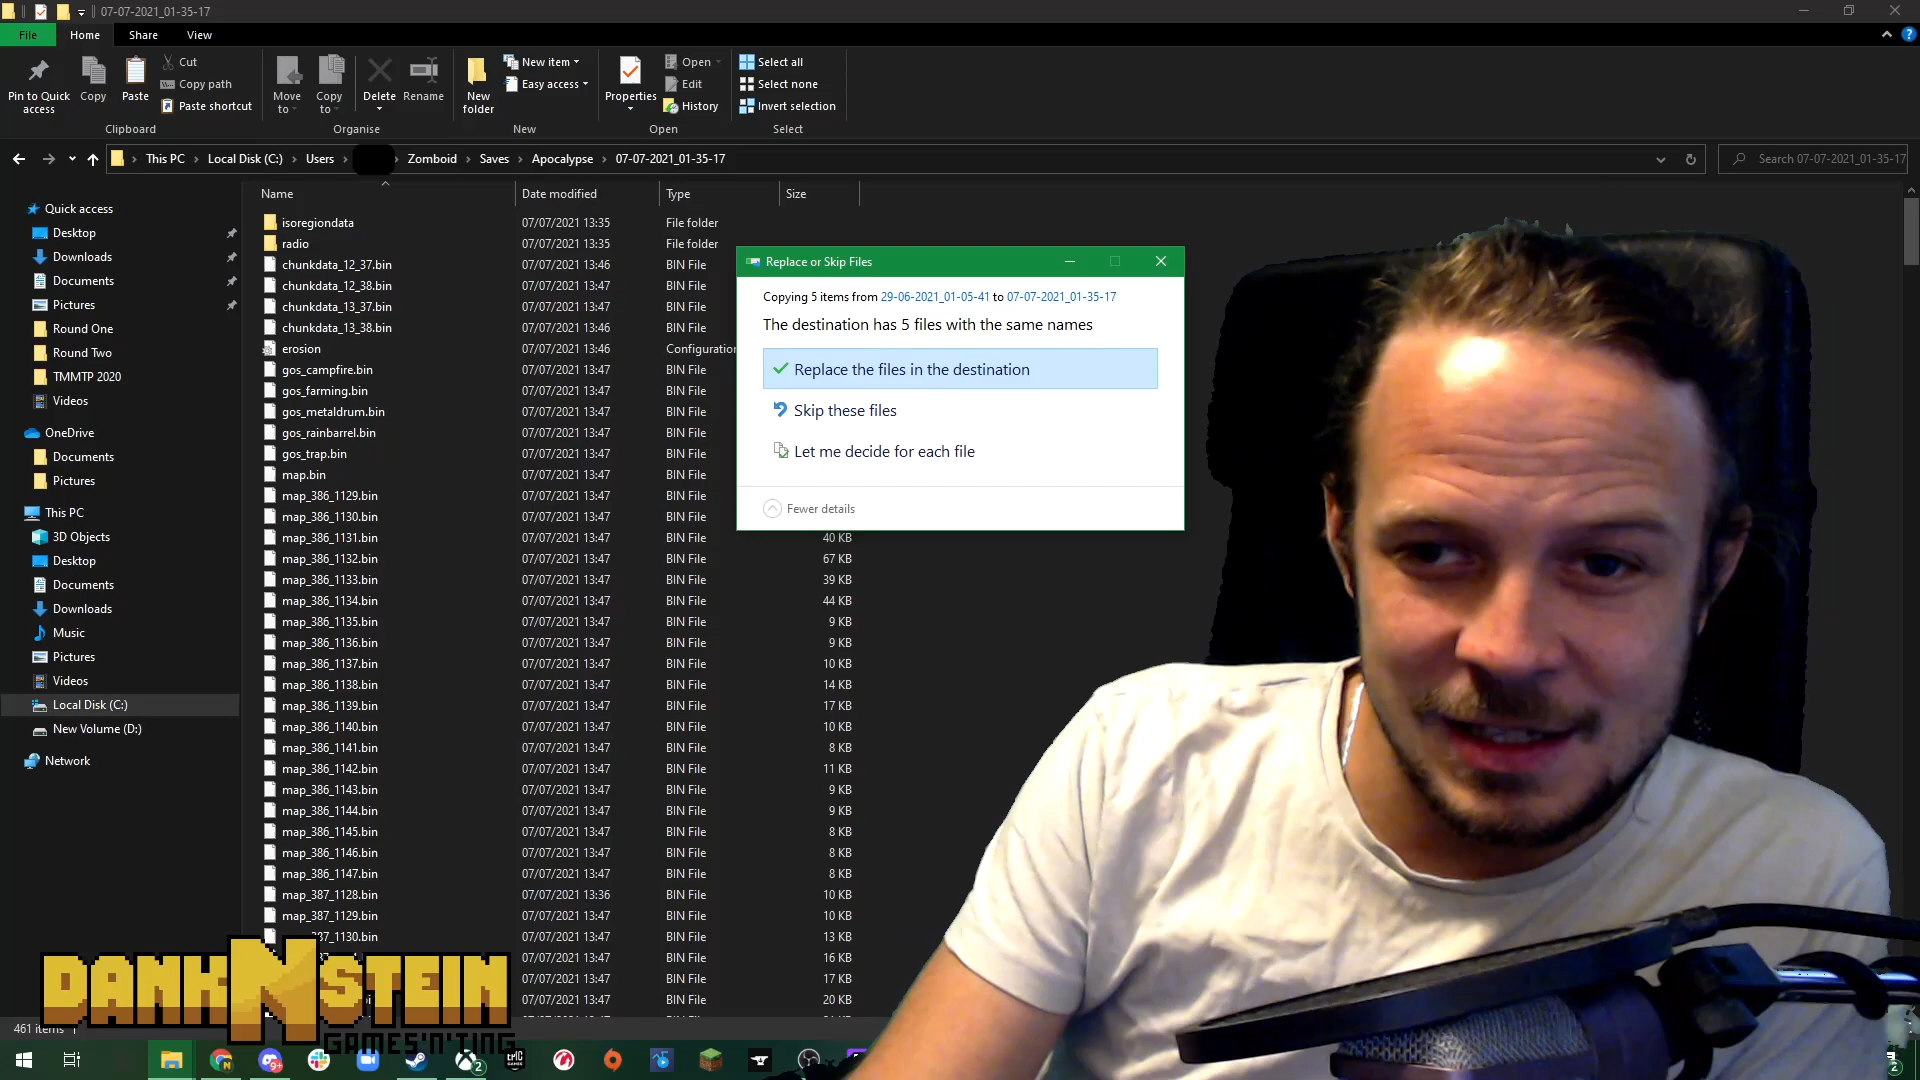 07-07-2021_01-35-17
File Home Share View
Pin to Quick access
Copy
Paste
Cut
Copy path
Paste shortcut
Move to
Copy to
Delete
Rename
New folder
New item
Easy access
Properties
Open
Edit
History
Select all
Select none
Invert selection
Clipboard Organise New Open Select
This PC Local Disk (C:) Users Zomboid Saves Apocalypse 07-07-2021_01-35-17
Search 07-07-2021_01-35-17
Quick access
Desktop
Downloads
Documents
Pictures
Round One
Round Two
TMMTP 2020
Videos
OneDrive
Documents
Pictures
This PC
3D Objects
Desktop
Documents
Downloads
Music
Pictures
Videos
Local Disk (C:)
New Volume (D:)
Network
Name Date modified Type Size
isoregiondata 07/07/2021 13:35 File folder
radio 07/07/2021 13:35 File folder
chunkdata_12_37.bin 07/07/2021 13:46 BIN File
chunkdata_12_38.bin 07/07/2021 13:46 BIN File
chunkdata_13_37.bin 07/07/2021 13:46 BIN File
chunkdata_13_38.bin 07/07/2021 13:46 BIN File
erosion 07/07/2021 13:46 Configuration
gos_campfire.bin 07/07/2021 13:47 BIN File
gos_farming.bin 07/07/2021 13:47 BIN File
gos_metaldrum.bin 07/07/2021 13:47 BIN File
gos_rainbarrel.bin 07/07/2021 13:47 BIN File
gos_trap.bin 07/07/2021 13:47 BIN File
map.bin 07/07/2021 13:47 BIN File
map_386_1129.bin 07/07/2021 13:47 BIN File
map_386_1130.bin 07/07/2021 13:47 BIN File
map_386_1131.bin 07/07/2021 13:47 BIN File 40 KB
map_386_1132.bin 07/07/2021 13:47 BIN File 67 KB
map_386_1133.bin 07/07/2021 13:47 BIN File 39 KB
map_386_1134.bin 07/07/2021 13:47 BIN File 44 KB
map_386_1135.bin 07/07/2021 13:47 BIN File 9 KB
map_386_1136.bin 07/07/2021 13:47 BIN File 9 KB
map_386_1137.bin 07/07/2021 13:47 BIN File 10 KB
map_386_1138.bin 07/07/2021 13:47 BIN File 14 KB
map_386_1139.bin 07/07/2021 13:47 BIN File 17 KB
map_386_1140.bin 07/07/2021 13:47 BIN File 10 KB
map_386_1141.bin 07/07/2021 13:47 BIN File 8 KB
map_386_1142.bin 07/07/2021 13:47 BIN File 11 KB
map_386_1143.bin 07/07/2021 13:47 BIN File 9 KB
map_386_1144.bin 07/07/2021 13:47 BIN File 9 KB
map_386_1145.bin 07/07/2021 13:47 BIN File 8 KB
map_386_1146.bin 07/07/2021 13:47 BIN File 8 KB
map_386_1147.bin 07/07/2021 13:47 BIN File 8 KB
map_387_1128.bin 07/07/2021 13:36 BIN File 10 KB
map_387_1129.bin 07/07/2021 13:47 BIN File 10 KB
37_1130.bin 07/07/2021 13:47 BIN File 13 KB
07/07/2021 13:47 BIN File 16 KB
07/07/2021 13:47 BIN File 17 KB
07/07/2021 13:47 BIN File 20 KB
Replace or Skip Files
Copying 5 items from 29-06-2021_01-05-41 to 07-07-2021_01-35-17
The destination has 5 files with the same names
Replace the files in the destination
Skip these files
Let me decide for each file
Fewer details
461 items
DANKNSTEIN
GAMES'N'TING
EPIC GAMES